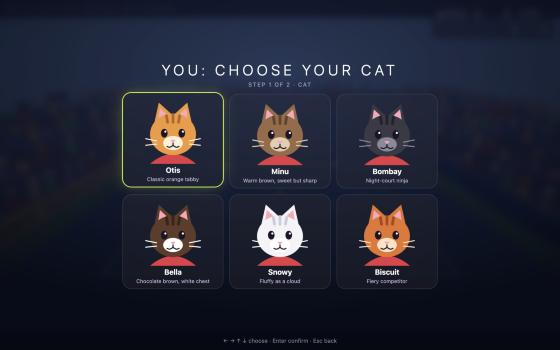 YOU: CHOOSE YOUR CAT
STEP 1 OF 2 · CAT
Otis
Classic orange tabby
Minu
Warm brown, sweet but sharp
Bombay
Night-court ninja
Bella
Chocolate brown, white chest
Snowy
Fluffy as a cloud
Biscuit
Fiery competitor
← → ↑ ↓ choose · Enter confirm · Esc back